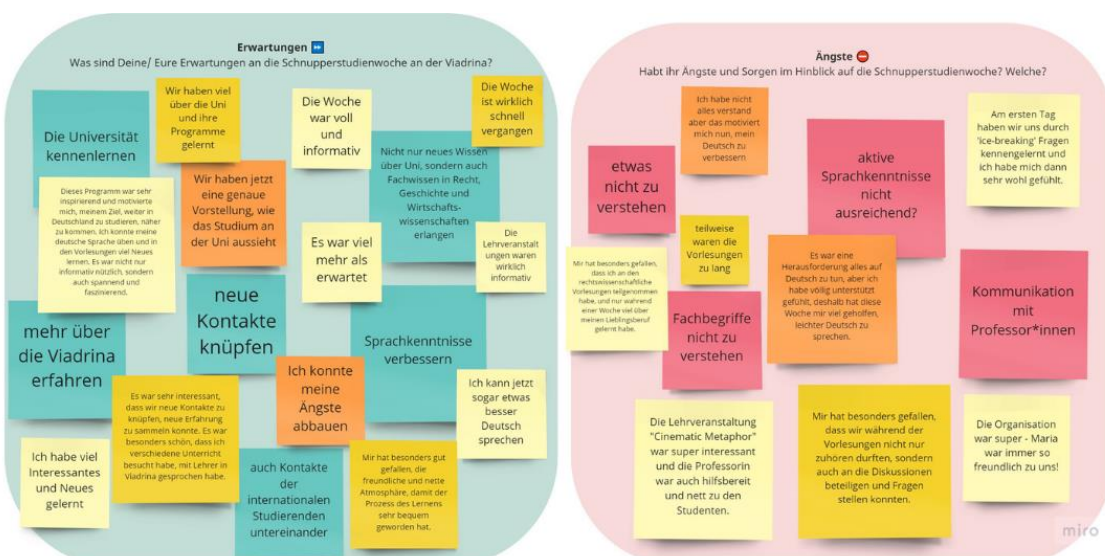 Erwartungen
Was sind Deine/ Eure Erwartungen an die Schnupperstudienwoche an der Viadrina?
Die Universität
kennenlernen
Wir haben viel
über die Uni
und ihre
Programme
gelernt
Die Woche
war voll
und
informativ
Die Woche
ist wirklich
schnell
vergangen
Nicht nur neues Wissen
über Uni, sondern auch
Fachwissen in Recht,
Geschichte und
Wirtschafts-
wissenschaften
erlangen
Dieses Programm war sehr
inspirierend und motivierte
mich, meinem Ziel, weiter in
Deutschland zu studieren, näher
zu kommen. Ich konnte meine
deutsche Sprache üben und in
den Vorlesungen viel Neues
lernen. Es war nicht nur
informativ nützlich, sondern
auch spannend und
faszinierend.
Wir haben jetzt
eine genaue
Vorstellung, wie
das Studium an
der Uni aussieht
Es war viel
mehr als
erwartet
Die
Lehrveranstalt
ungen waren
wirklich
informativ
mehr über
die Viadrina
erfahren
neue
Kontakte
knüpfen
Sprachkenntnisse
verbessern
Ich konnte
meine
Ängste
abbauen
Ich kann jetzt
sogar etwas
besser
Deutsch
sprechen
Es war sehr interessant,
dass wir neue Kontakte zu
knüpfen, neue Erfahrung
zu sammeln konnte. Es war
besonders schön, dass ich
verschiedene Unterricht
besucht habe, mit Lehrer in
Viadrina gesprochen habe.
Ich habe viel
Interessantes
und Neues
gelernt
auch Kontakte
der
internationalen
Studierenden
untereinander
Mir hat besonders gut
gefallen, die
freundliche und nette
Atmosphäre, damit der
Prozess des Lernens
sehr bequem
geworden hat.
Ängste
Habt ihr Ängste und Sorgen im Hinblick auf die Schnupperstudienwoche? Welche?
Ich habe nicht
alles verstand
aber das motiviert
mich nun, mein
Deutsch zu
verbessern
Am ersten Tag
haben wir uns durch
'ice-breaking' Fragen
kennengelernt und
ich habe mich dann
sehr wohl gefühlt.
etwas
nicht zu
verstehen
aktive
Sprachkenntnisse
nicht
ausreichend?
teilweise
waren die
Vorlesungen
zu lang
Mir hat besonders gefallen,
dass ich an den
rechtswissenschaftliche
Vorlesungen teilgenommen
habe, und nur während
einer Woche viel über
meinen Lieblingsberuf
gelernt habe.
Es war eine
Herausforderung alles auf
Deutsch zu tun, aber ich
habe völlig unterstützt
gefühlt, deshalb hat diese
Woche mir viel geholfen,
leichter Deutsch zu
sprechen.
Kommunikation
mit
Professor*innen
Fachbegriffe
nicht zu
verstehen
Die Lehrveranstaltung
"Cinematic Metaphor"
war super interessant
und die Professorin
war auch hilfsbereit
und nett zu den
Studenten.
Mir hat besonders gefallen,
dass wir während der
Vorlesungen nicht nur
zuhören durften, sondern
auch an die Diskussionen
beteiligen und Fragen
stellen konnten.
Die Organisation
war super - Maria
war immer so
freundlich zu uns!
miro